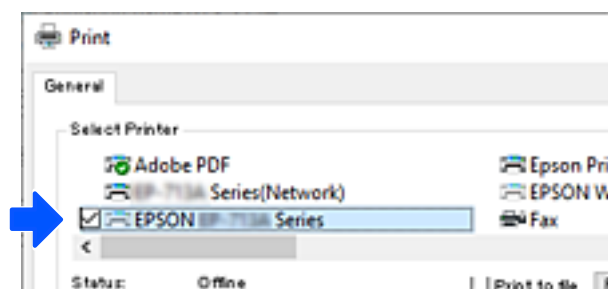 Print
General
Select Printer
Adobe PDF
Epson Pri
Series(Network)
EPSON W
EPSON Series
Fax
Status: Offline
Print to file